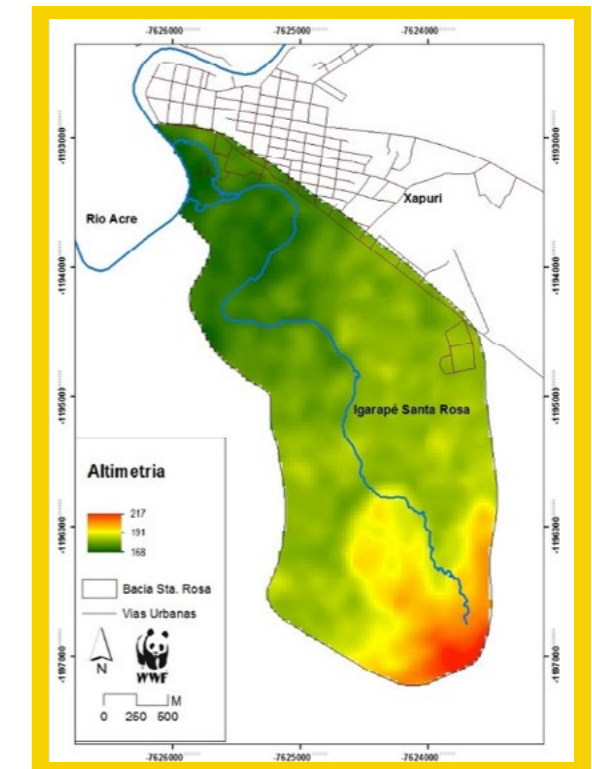 -7626000 -7625000 -7624000
-1193000 -1193000
Xapuri
Rio Acre
-1194000 -1194000
-1195000 -1195000
Igarapé Santa Rosa
Altimetria
217
191
168
-1196000 -1196000
Bacia Sta. Rosa
Vias Urbanas
N
WWF
-1197000 -1197000
M
0 250 500
-7626000 -7625000 -7624000